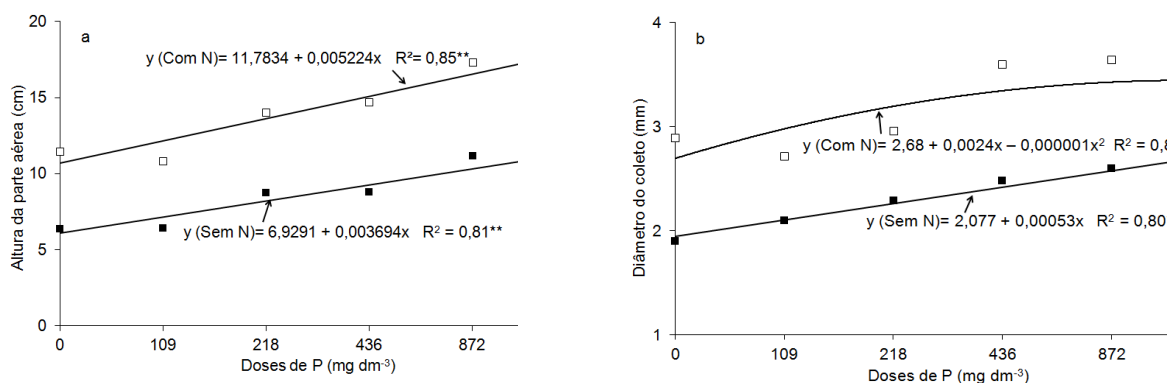 a
y (Com N)= 11,7834 + 0,005224x R²= 0,85**
y (Sem N)= 6,9291 + 0,003694x R² = 0,81**
Altura da parte aérea (cm)
20
15
10
5
0
0 109 218 436 872
Doses de P (mg dm⁻³)
b
y (Com N)= 2,68 + 0,0024x – 0,000001x² R² = 0,8
y (Sem N)= 2,077 + 0,00053x R² = 0,80
Diâmetro do coleto (mm)
4
3
2
1
0 109 218 436 872
Doses de P (mg dm⁻³)